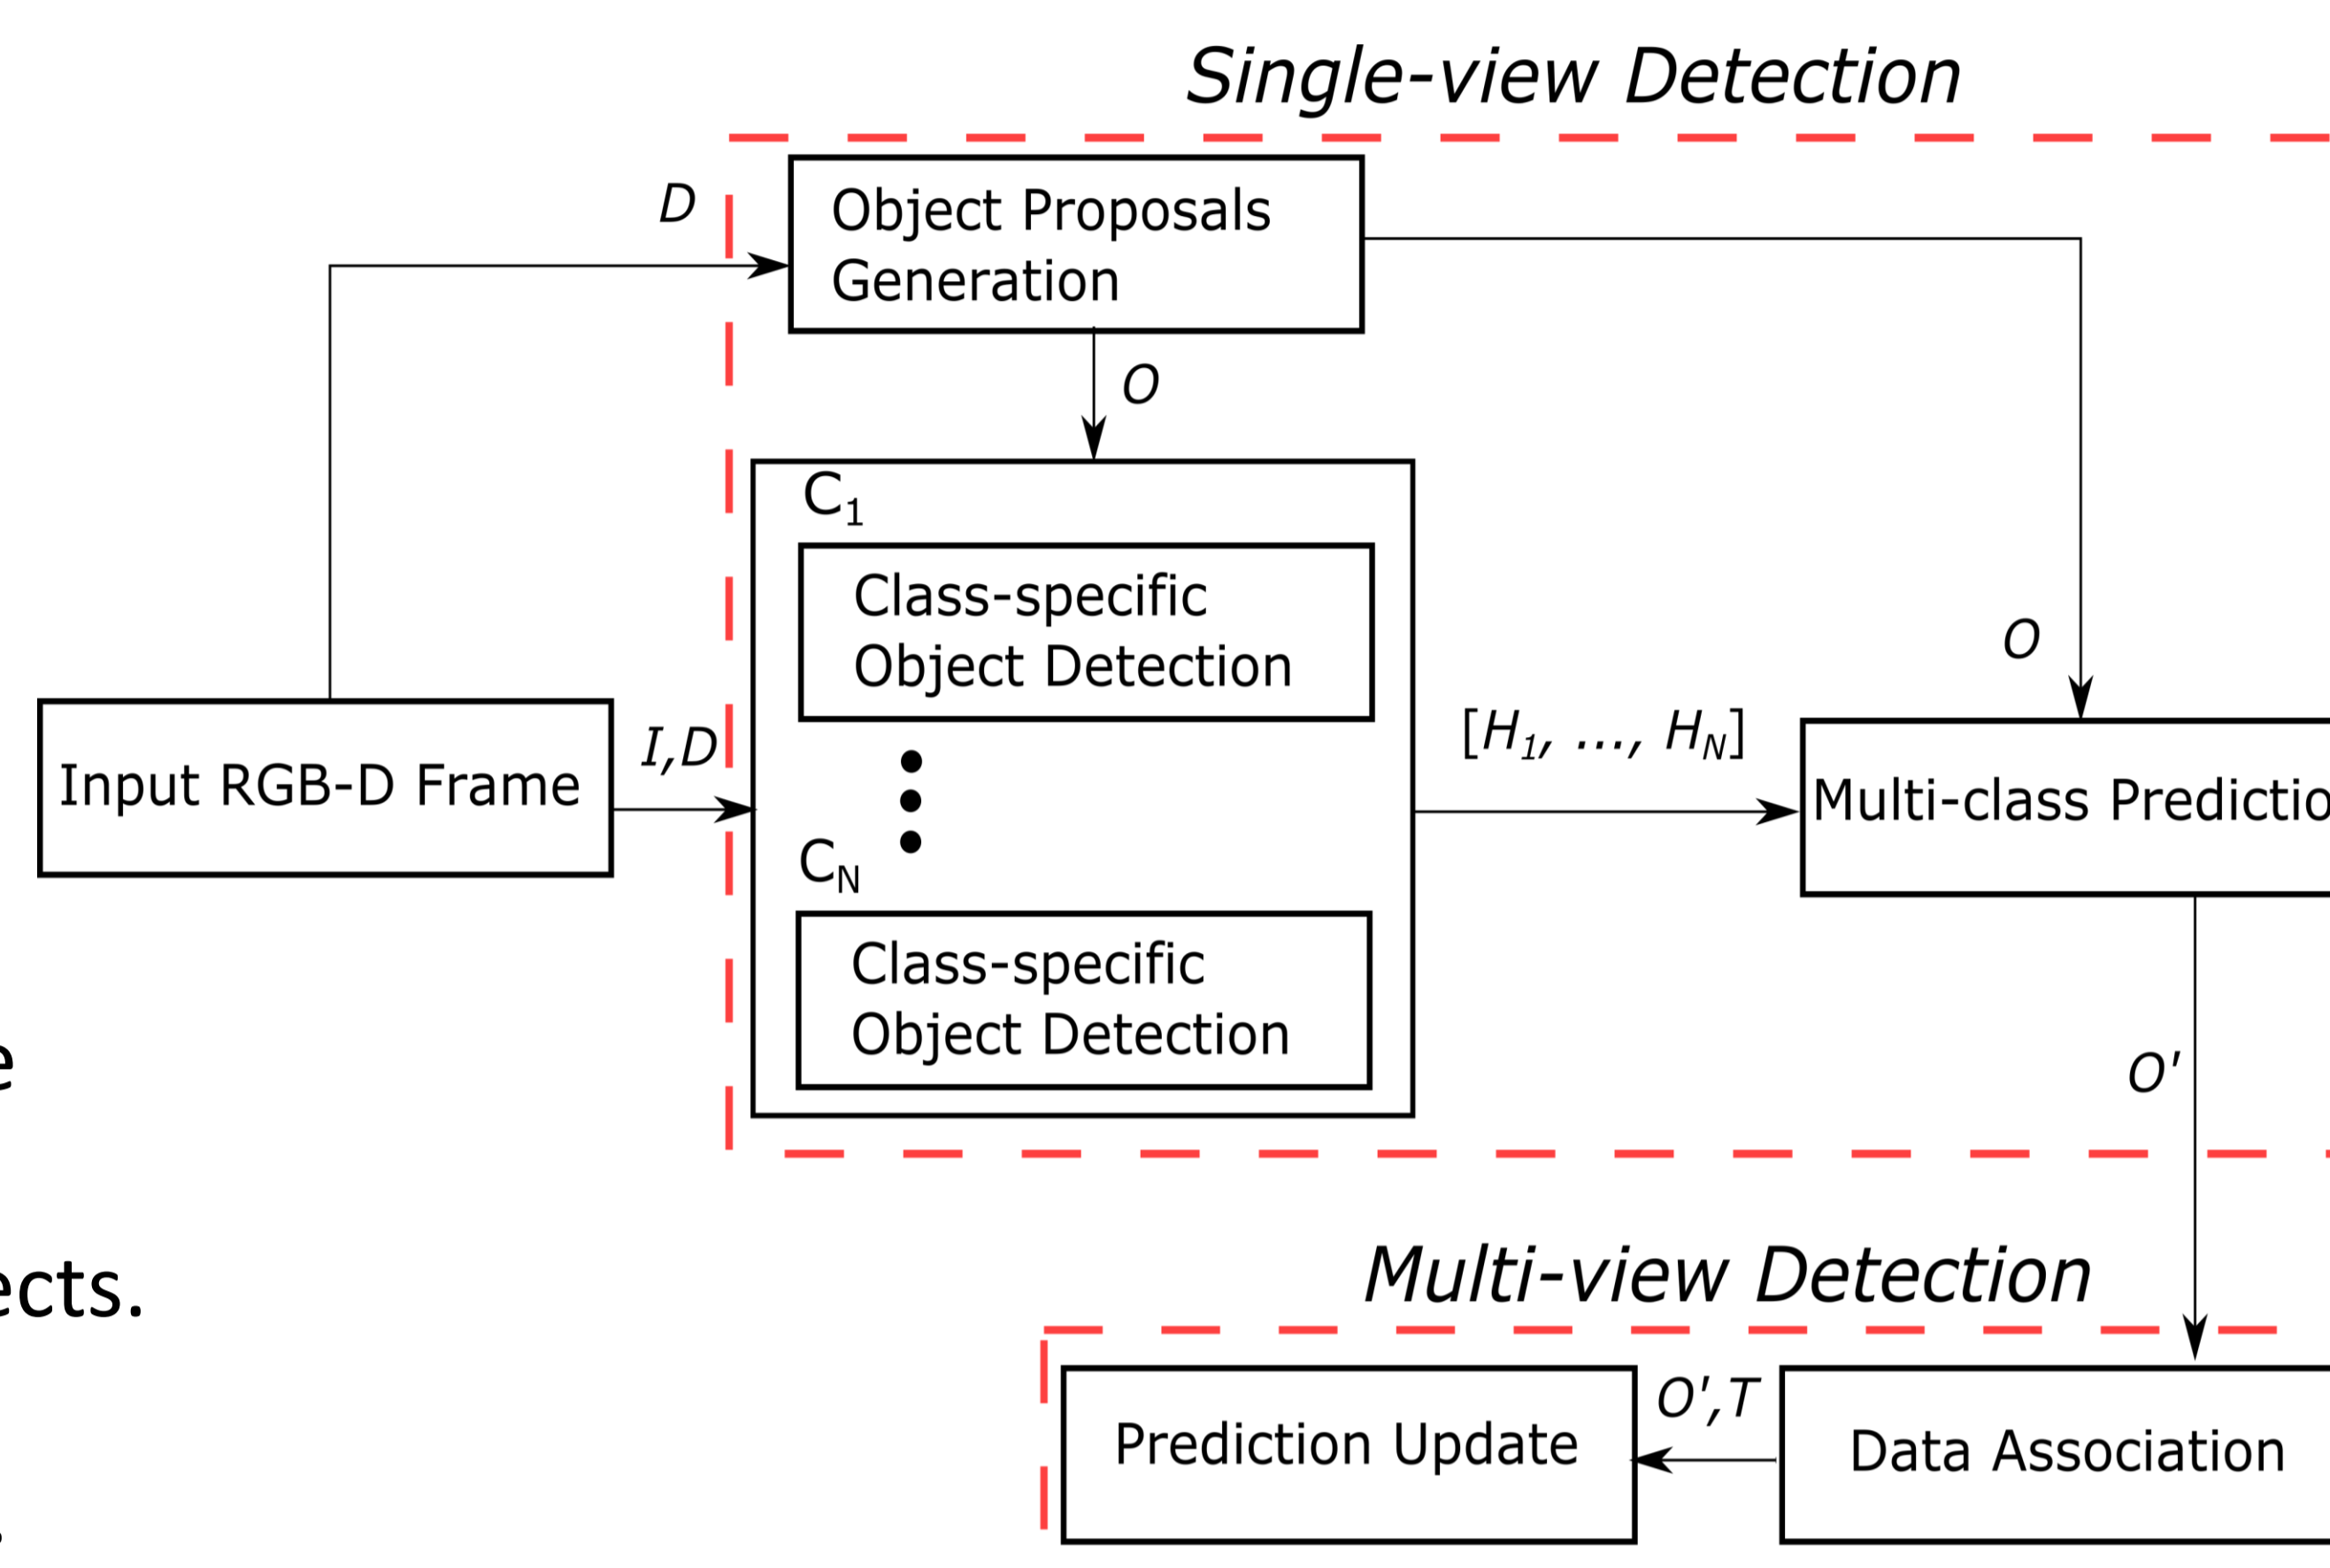 Single-view Detection
D
Object Proposals
Generation
O
C1
Class-specific
Object Detection
O
Input RGB-D Frame
I,D
[H1, ..., HN]
Multi-class Predictio
CN
Class-specific
Object Detection
O'
e
ects.
Multi-view Detection
Prediction Update
O',T
Data Association